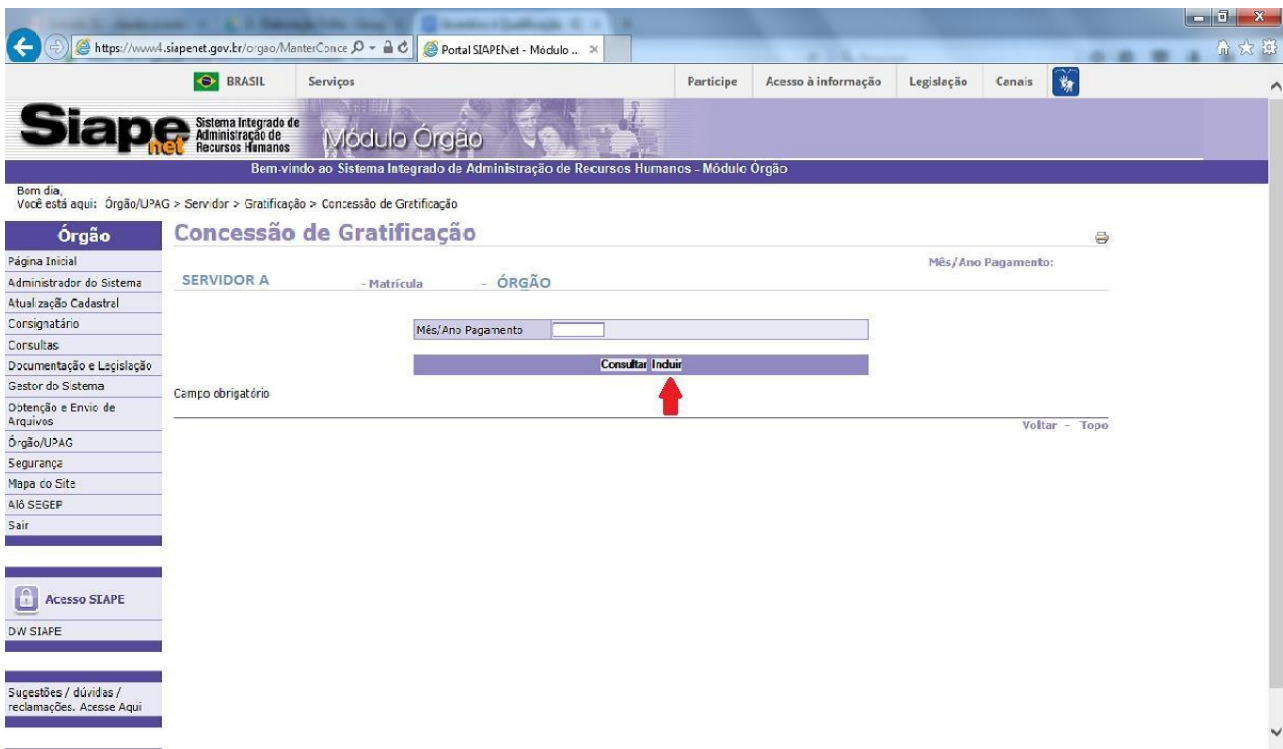 https://www4.siapenet.gov.br/orgao/ManterConce
Portal SIAPENet - Módulo ...
BRASIL Serviços Participe Acesso à informação Legislação Canais
Siape net
Sistema Integrado de
Administração de
Recursos Humanos
Módulo Órgão
Bem-vindo ao Sistema Integrado de Administração de Recursos Humanos - Módulo Órgão
Bom dia,
Você está aqui: Órgão/UPAG > Servidor > Gratificação > Concessão de Gratificação
Órgão
Página Inicial
Administrador do Sistema
Atualização Cadastral
Consignatário
Consultas
Documentação e Legislação
Gestor do Sistema
Obtenção e Envio de
Arquivos
Órgão/UPAG
Segurança
Mapa do Site
Alô SEGEP
Sair
Acesso SIAPE
DW SIAPE
Sugestões / dúvidas /
reclamações. Acesse Aqui
Concessão de Gratificação
Mês/Ano Pagamento:
SERVIDOR A - Matrícula - ÓRGÃO
Mês/Ano Pagamento
Consultar Incluir
Campo obrigatório
Voltar - Topo